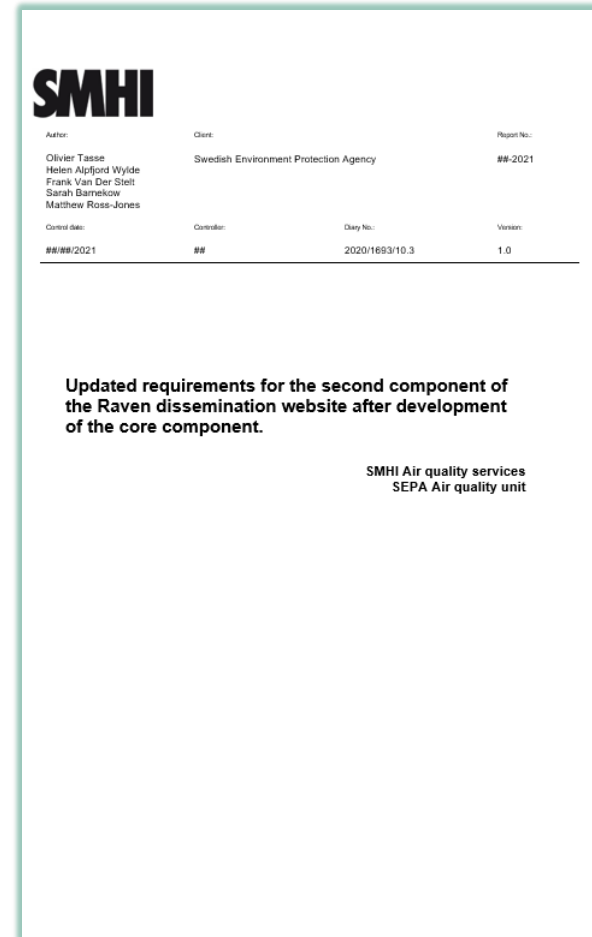 SMHI
Author: Client: Report No.:
Olivier Tasse Swedish Environment Protection Agency ##-2021
Helen Alpfjord Wylde
Frank Van Der Stelt
Sarah Barnekow
Matthew Ross-Jones
Control date: Controller: Diary No.: Version:
##/##/2021 ## 2020/1693/10.3 1.0
Updated requirements for the second component of
the Raven dissemination website after development
of the core component.
SMHI Air quality services
SEPA Air quality unit